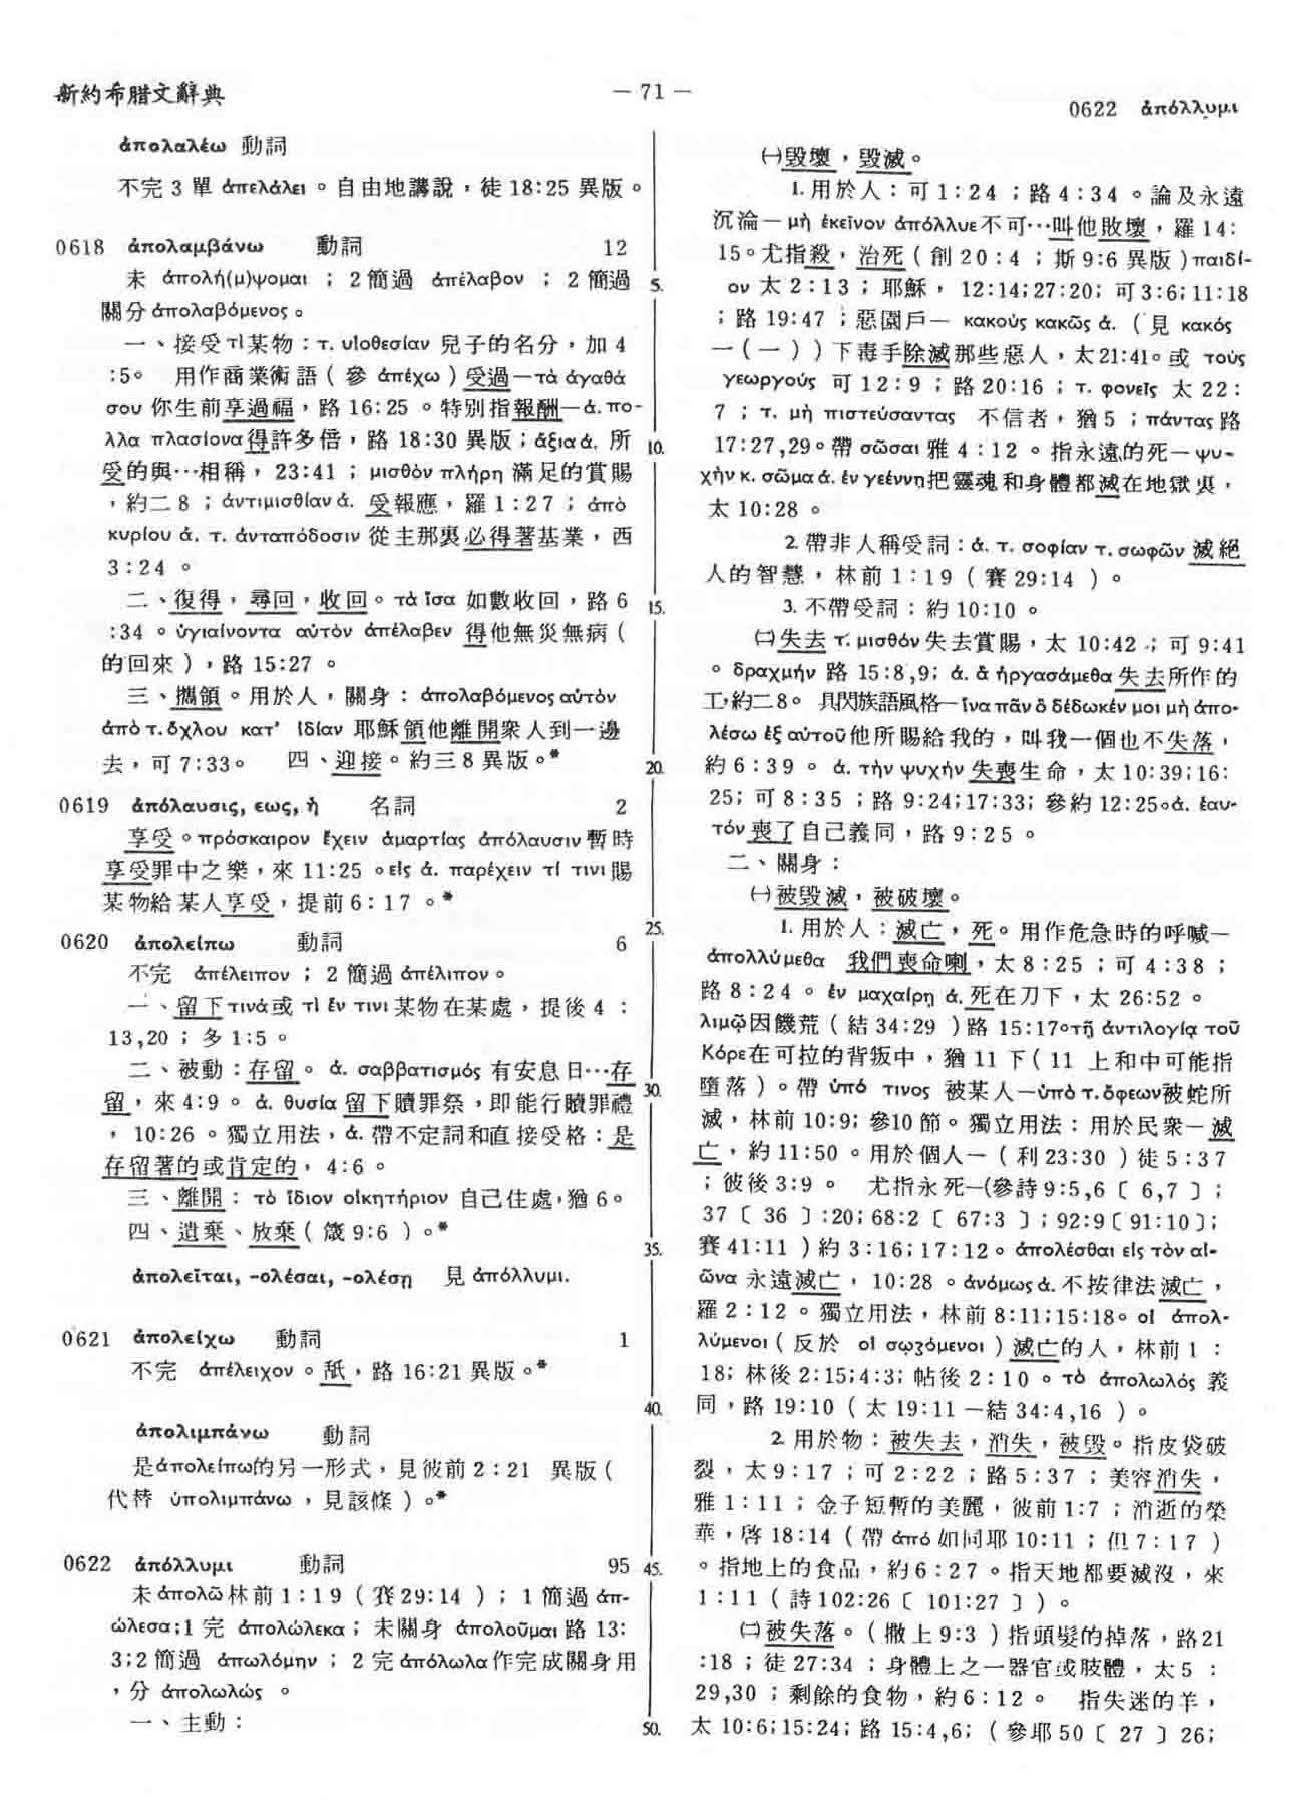 新約希腊文辭典
— 71 —
0622 ἀπόλλυμι
ἀπολαλέω 動詞
不完 3 單 ἀπελάλει。自由地講說，徒 18:25 異版。
0618 ἀπολαμβάνω 動詞 12
未 ἀπολή(μ)ψομαι ；2 簡過 ἀπέλαβον ；2 簡過
關分 ἀπολαβόμενος。
一、接受 τὶ 某物：τ. υἱοθεσίαν 兒子的名分，加 4
:5。 用作商業術語（參 ἀπέχω）受過—τὰ ἀγαθά
σου 你生前享過福，路 16:25 。特別指報酬—ἀ. πο-
λλα πλασίονα 得許多倍，路 18:30 異版；ἄξια ἀ. 所
受的與…相稱，23:41 ；μισθὸν πλήρη 滿足的賞賜
，約二 8 ；ἀντιμισθίαν ἀ. 受報應，羅 1:27 ；ἀπὸ
κυρίου ἀ. τ. ἀνταπόδοσιν 從主那裏必得著基業，西
3:24 。
二、復得，尋回，收回。τὰ ἴσα 如數收回，路 6
:34 。ὑγιαίνοντα αὐτὸν ἀπέλαβεν 得他無災無病（
的回來），路 15:27 。
三、攜領。用於人，關身：ἀπολαβόμενος αὐτὸν
ἀπὸ τ. ὄχλου κατ’ ἰδίαν 耶穌領他離開衆人到一邊
去，可 7:33。 四、迎接。約三 8 異版。*
0619 ἀπόλαυσις, εως, ἡ 名詞 2
享受。πρόσκαιρον ἔχειν ἁμαρτίας ἀπόλαυσιν 暫時
享受罪中之樂，來 11:25 。εἰς ἀ. παρέχειν τί τινι 賜
某物給某人享受，提前 6：17 。*
0620 ἀπολείπω 動詞 6
不完 ἀπέλειπον ；2 簡過 ἀπέλιπον。
一、留下 τινὰ 或 τὶ ἔν τινι 某物在某處，提後 4 ：
13,20 ；多 1:5 。
二、被動：存留。ἀ. σαββατισμός 有安息日…存
留，來 4:9 。ἀ. θυσία 留下贖罪祭，即能行贖罪禮
，10:26 。獨立用法，ἀ. 帶不定詞和直接受格：是
存留著的或肯定的，4:6 。
三、離開：τὸ ἴδιον οἰκητήριον 自己住處，猶 6。
四、遺棄、放棄（箴 9:6 ）。*
ἀπολεῖται, -ολέσαι, -ολέσῃ 見 ἀπόλλυμι.
0621 ἀπολείχω 動詞 1
不完 ἀπέλειχον 。舐，路 16:21 異版。*
ἀπολιμπάνω 動詞
是 ἀπολείπω 的另一形式，見彼前 2：21 異版（
代替 ὑπολιμπάνω ，見該條）。*
0622 ἀπόλλυμι 動詞 95
未 ἀπολῶ 林前 1：19（賽 29:14 ）；1 簡過 ἀπ-
ώλεσα;1 完 ἀπολώλεκα；未關身 ἀπολοῦμαι 路 13:
3;2 簡過 ἀπωλόμην ；2 完 ἀπόλωλα 作完成關身用
，分 ἀπολωλώς 。
一、主動：
5.
10.
15.
20.
25.
30.
35.
40.
45.
50.
㈠毀壞，毀滅。
1. 用於人：可 1：24 ；路 4：34 。論及永遠
沉淪—μὴ ἐκεῖνον ἀπόλλυε 不可…叫他敗壞，羅 14:
15。尤指殺，治死（創 20：4 ；斯 9:6 異版）παιδί-
ον 太 2：13 ；耶穌，12:14;27:20; 可 3:6;11:18
；路 19:47 ；惡園戶— κακοὺς κακῶς ἀ.（見 κακός
一（一））下毒手除滅那些惡人，太 21:41。或 τοὺς
γεωργούς 可 12：9 ；路 20:16 ；τ. φονεῖς 太 22：
7 ；τ. μὴ πιστεύσαντας 不信者，猶 5 ；πάντας 路
17:27,29。帶 σῶσαι 雅 4：12 。指永遠的死—ψυ-
χὴν κ. σῶμα ἀ. ἐν γεέννῃ 把靈魂和身體都滅在地獄裏，
太 10:28 。
2. 帶非人稱受詞：ἀ. τ. σοφίαν τ. σωφῶν 滅絕
人的智慧，林前 1：19（賽 29:14 ）。
3. 不帶受詞：約 10:10 。
㈡失去 τ. μισθόν 失去賞賜，太 10:42 ；可 9:41
。δραχμήν 路 15:8,9; ἀ. ἃ ἠργασάμεθα 失去所作的
工，約二 8。 具閃族語風格—ἵνα πᾶν ὃ δέδωκέν μοι μὴ ἀπο-
λέσω ἐξ αὐτοῦ 他所賜給我的，叫我一個也不失落，
約 6：39 。ἀ. τὴν ψυχήν 失喪生命，太 10:39;16:
25; 可 8：35 ；路 9:24;17:33; 參約 12:25。ἀ. ἑαυ-
τόν 喪了自己義同，路 9：25 。
二、關身：
㈠被毀滅，被破壞。
1. 用於人：滅亡，死。用作危急時的呼喊—
ἀπολλύμεθα 我們喪命喇，太 8：25 ；可 4：38 ；
路 8：24 。ἐν μαχαίρῃ ἀ. 死在刀下，太 26:52 。
λιμῷ 因饑荒（結 34:29 ）路 15:17。τῇ ἀντιλογίᾳ τοῦ
Κόρε 在可拉的背叛中，猶 11 下（11 上和中可能指
墮落）。帶 ὑπό τινος 被某人—ὑπὸ τ. ὄφεων 被蛇所
滅，林前 10:9; 參 10 節。獨立用法：用於民衆—滅
亡，約 11:50 。用於個人—（利 23:30 ）徒 5：37
；彼後 3:9 。 尤指永死—(參詩 9:5,6〔 6,7 〕；
37〔 36 〕:20; 68:2〔 67:3 〕；92:9〔 91:10〕；
賽 41:11 ）約 3：16; 17：12。ἀπολέσθαι εἰς τὸν αἰ-
ῶνα 永遠滅亡，10:28 。ἀνόμως ἀ. 不按律法滅亡，
羅 2：12 。獨立用法，林前 8:11;15:18。οἱ ἀπολ-
λύμενοι（反於 οἱ σῳζόμενοι ）滅亡的人，林前 1 ：
18; 林後 2:15;4:3; 帖後 2：10 。τὸ ἀπολωλός 義
同，路 19:10（太 19:11 —結 34:4,16 ）。
2. 用於物：被失去，消失，被毀。指皮袋破
裂，太 9：17 ；可 2：22 ；路 5：37 ；美容消失，
雅 1：11 ；金子短暫的美麗，彼前 1:7 ；消逝的榮
華，啓 18:14（帶 ἀπό 如同耶 10:11 ；但 7：17 ）
。指地上的食品，約 6：27 。指天地都要滅沒，來
1：11（詩 102:26〔 101:27 〕）。
㈡被失落。（撒上 9:3 ）指頭髮的掉落，路 21
:18 ；徒 27:34 ；身體上之一器官或肢體，太 5 ：
29,30 ；剩餘的食物，約 6：12 。 指失迷的羊，
太 10:6;15:24; 路 15:4,6;（參耶 50〔 27 〕26;